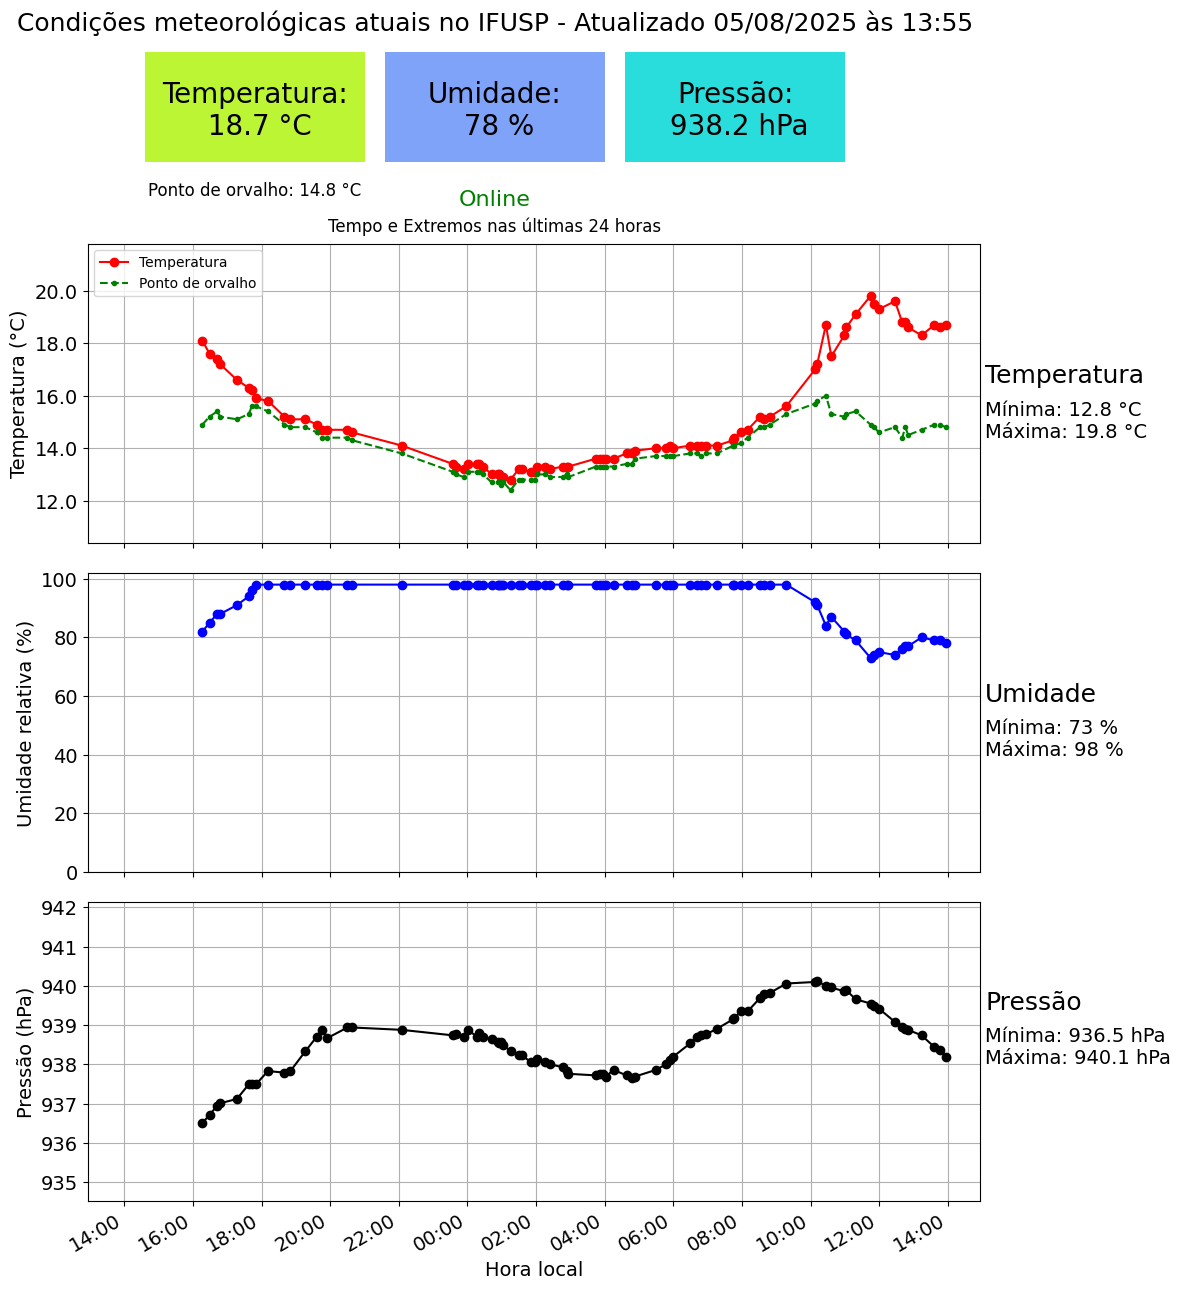 Condições meteorológicas atuais no IFUSP - Atualizado 05/08/2025 às 13:55
Temperatura:
18.7 °C
Umidade:
78 %
Pressão:
938.2 hPa
Ponto de orvalho: 14.8 °C
Online
Tempo e Extremos nas últimas 24 horas
Temperatura
Ponto de orvalho
Temperatura (°C)
20.0
18.0
16.0
14.0
12.0
Temperatura
Mínima: 12.8 °C
Máxima: 19.8 °C
Umidade relativa (%)
100
80
60
40
20
0
Umidade
Mínima: 73 %
Máxima: 98 %
Pressão (hPa)
942
941
940
939
938
937
936
935
Pressão
Mínima: 936.5 hPa
Máxima: 940.1 hPa
14:00
16:00
18:00
20:00
22:00
00:00
02:00
04:00
06:00
08:00
10:00
12:00
14:00
Hora local